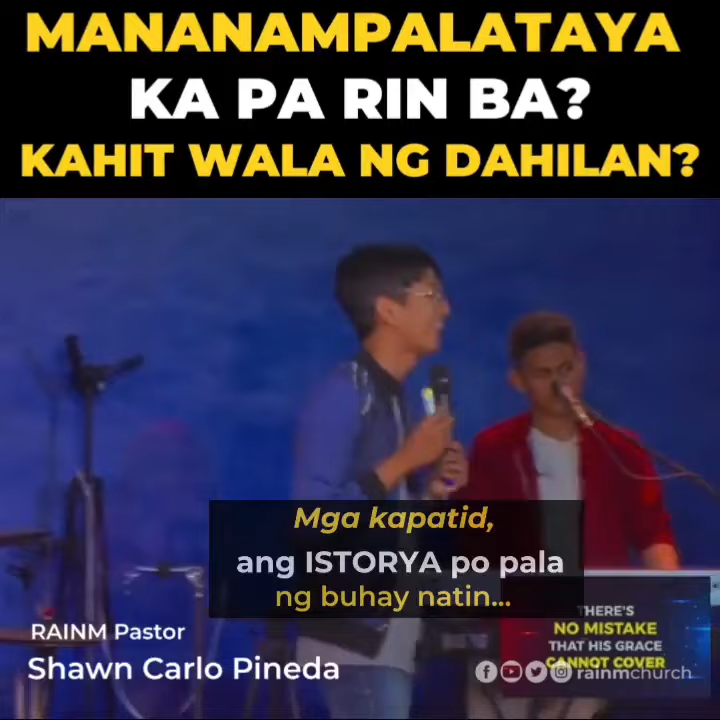 MANANAMPALATAYA
KA PA RIN BA?
KAHIT WALA NG DAHILAN?
Mga kapatid,
ang ISTORYA po pala
ng buhay natin...
RAINM Pastor
Shawn Carlo Pineda
THERE'S
NO MISTAKE
THAT HIS GRACE
CANNOT COVER
rainmchurch